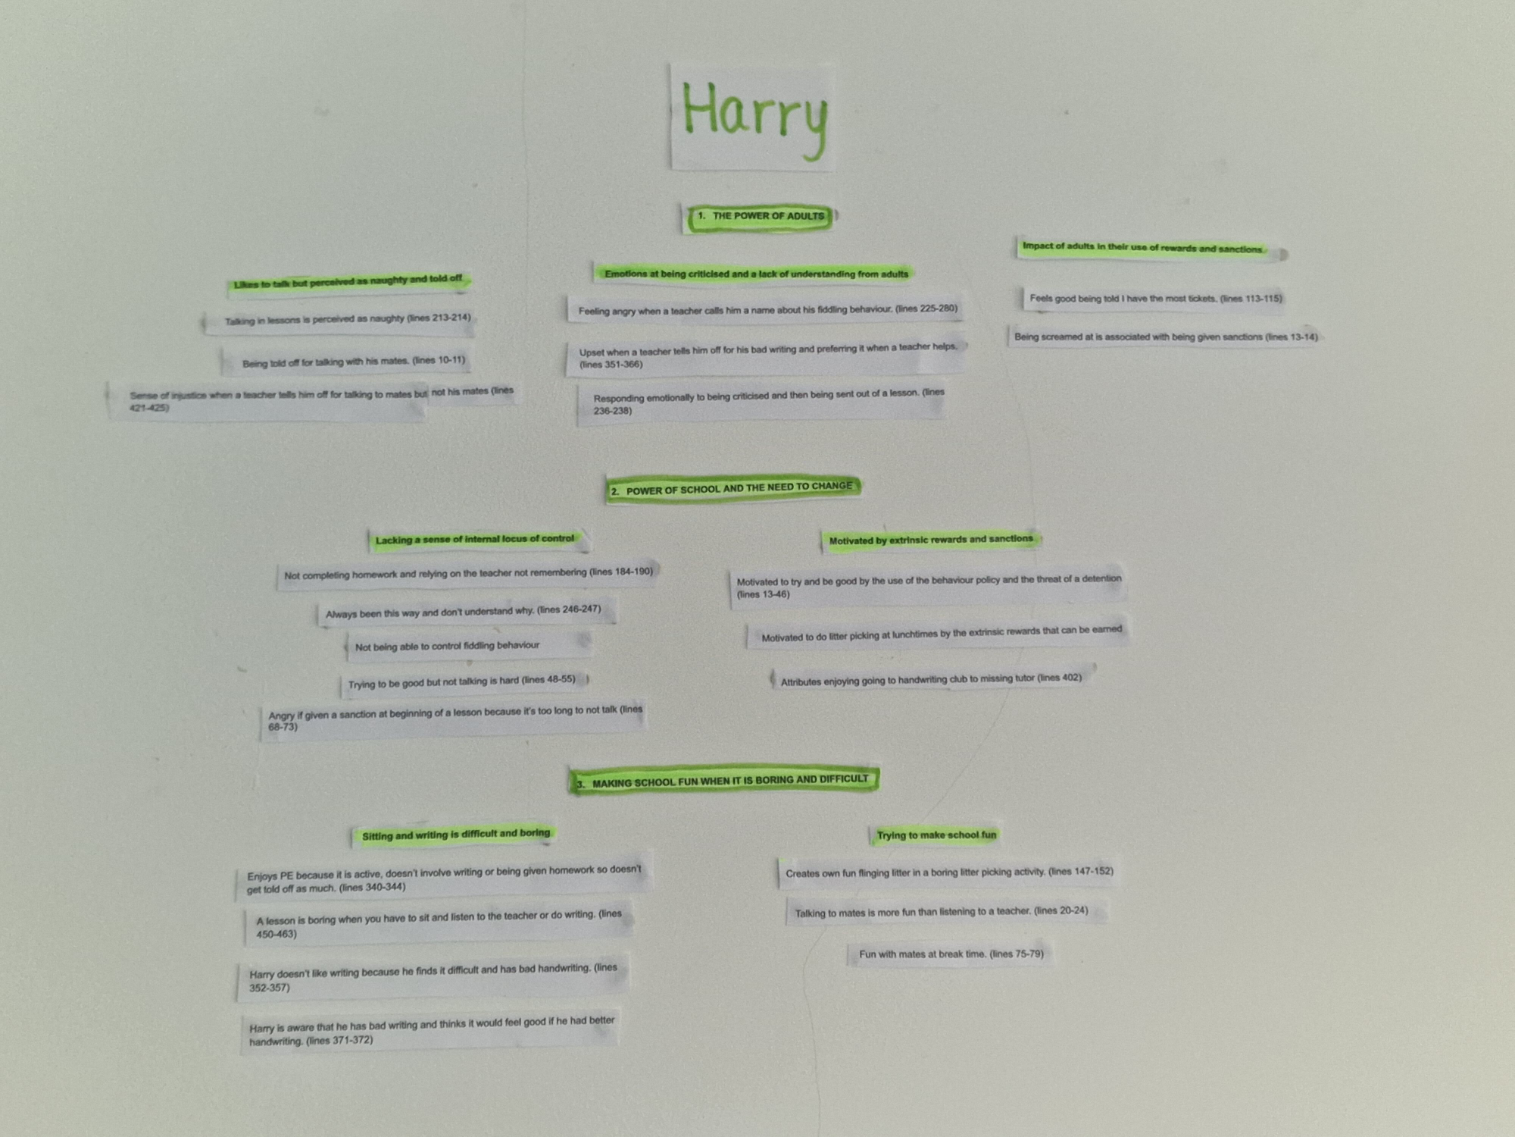 Harry
1. THE POWER OF ADULTS
Likes to talk but perceived as naughty and told off
Talking in lessons is perceived as naughty (lines 213-214)
Being told off for talking with his mates. (lines 10-11)
Sense of injustice when a teacher tells him off for talking to mates but not his mates (lines
421-425)
Emotions at being criticised and a lack of understanding from adults
Feeling angry when a teacher calls him a name about his fiddling behaviour. (lines 225-280)
Upset when a teacher tells him off for his bad writing and preferring it when a teacher helps.
(lines 351-366)
Responding emotionally to being criticised and then being sent out of a lesson. (lines
236-238)
Impact of adults in their use of rewards and sanctions
Feels good being told I have the most tickets. (lines 113-115)
Being screamed at is associated with being given sanctions (lines 13-14)
2. POWER OF SCHOOL AND THE NEED TO CHANGE
Lacking a sense of internal locus of control
Not completing homework and relying on the teacher not remembering (lines 184-190)
Always been this way and don't understand why. (lines 246-247)
Not being able to control fiddling behaviour
Trying to be good but not talking is hard (lines 48-55)
Angry if given a sanction at beginning of a lesson because it's too long to not talk (lines
68-73)
Motivated by extrinsic rewards and sanctions
Motivated to try and be good by the use of the behaviour policy and the threat of a detention
(lines 13-46)
Motivated to do litter picking at lunchtimes by the extrinsic rewards that can be earned
Attributes enjoying going to handwriting club to missing tutor (lines 402)
3. MAKING SCHOOL FUN WHEN IT IS BORING AND DIFFICULT
Sitting and writing is difficult and boring
Enjoys PE because it is active, doesn't involve writing or being given homework so doesn't
get told off as much. (lines 340-344)
A lesson is boring when you have to sit and listen to the teacher or do writing. (lines
450-463)
Harry doesn't like writing because he finds it difficult and has bad handwriting. (lines
352-357)
Harry is aware that he has bad writing and thinks it would feel good if he had better
handwriting. (lines 371-372)
Trying to make school fun
Creates own fun flinging litter in a boring litter picking activity. (lines 147-152)
Talking to mates is more fun than listening to a teacher. (lines 20-24)
Fun with mates at break time. (lines 75-79)